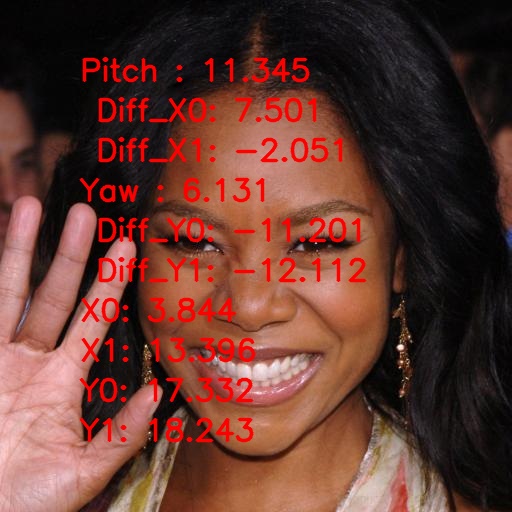 Pitch : 11.345
Diff_X0: 7.501
Diff_X1: -2.051
Yaw : 6.131
Diff_Y0: -11.201
Diff_Y1: -12.112
X0: 3.844
X1: 13.396
Y0: 17.332
Y1: 18.243